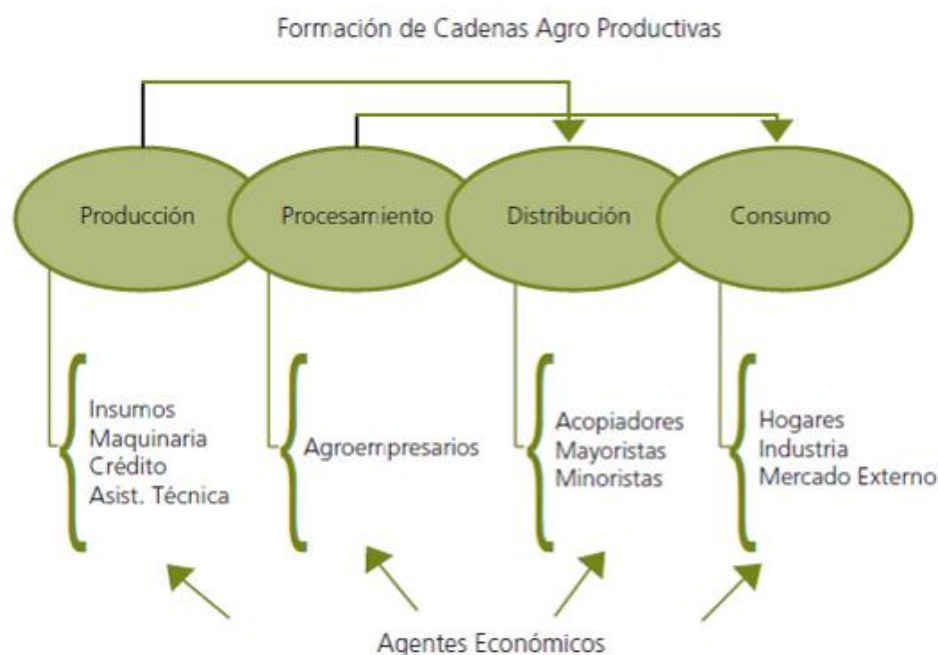 Formación de Cadenas Agro Productivas
Producción
Procesamiento
Distribución
Consumo
Insumos
Maquinaria
Crédito
Asist. Técnica
Agroempresarios
Acopiadores
Mayoristas
Minoristas
Hogares
Industria
Mercado Externo
Agentes Económicos